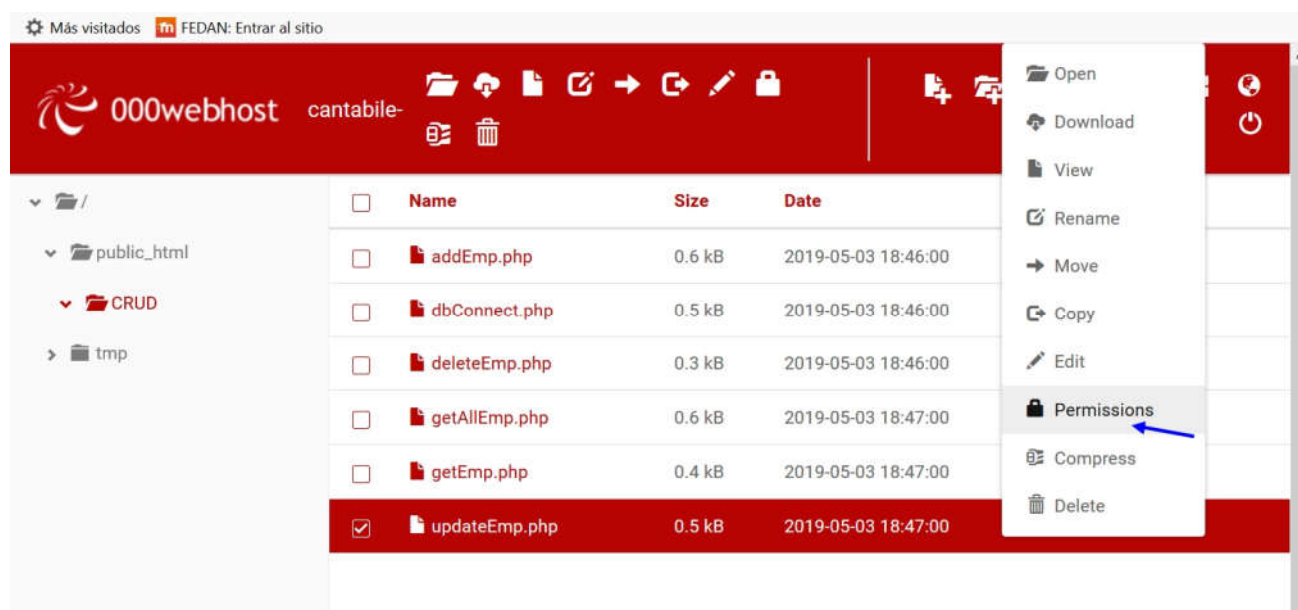 Más visitados FEDAN: Entrar al sitio
000webhost cantabile-
/
public_html
CRUD
tmp
Name Size Date
addEmp.php 0.6 kB 2019-05-03 18:46:00
dbConnect.php 0.5 kB 2019-05-03 18:46:00
deleteEmp.php 0.3 kB 2019-05-03 18:46:00
getAllEmp.php 0.6 kB 2019-05-03 18:47:00
getEmp.php 0.4 kB 2019-05-03 18:47:00
updateEmp.php 0.5 kB 2019-05-03 18:47:00
Open
Download
View
Rename
Move
Copy
Edit
Permissions
Compress
Delete